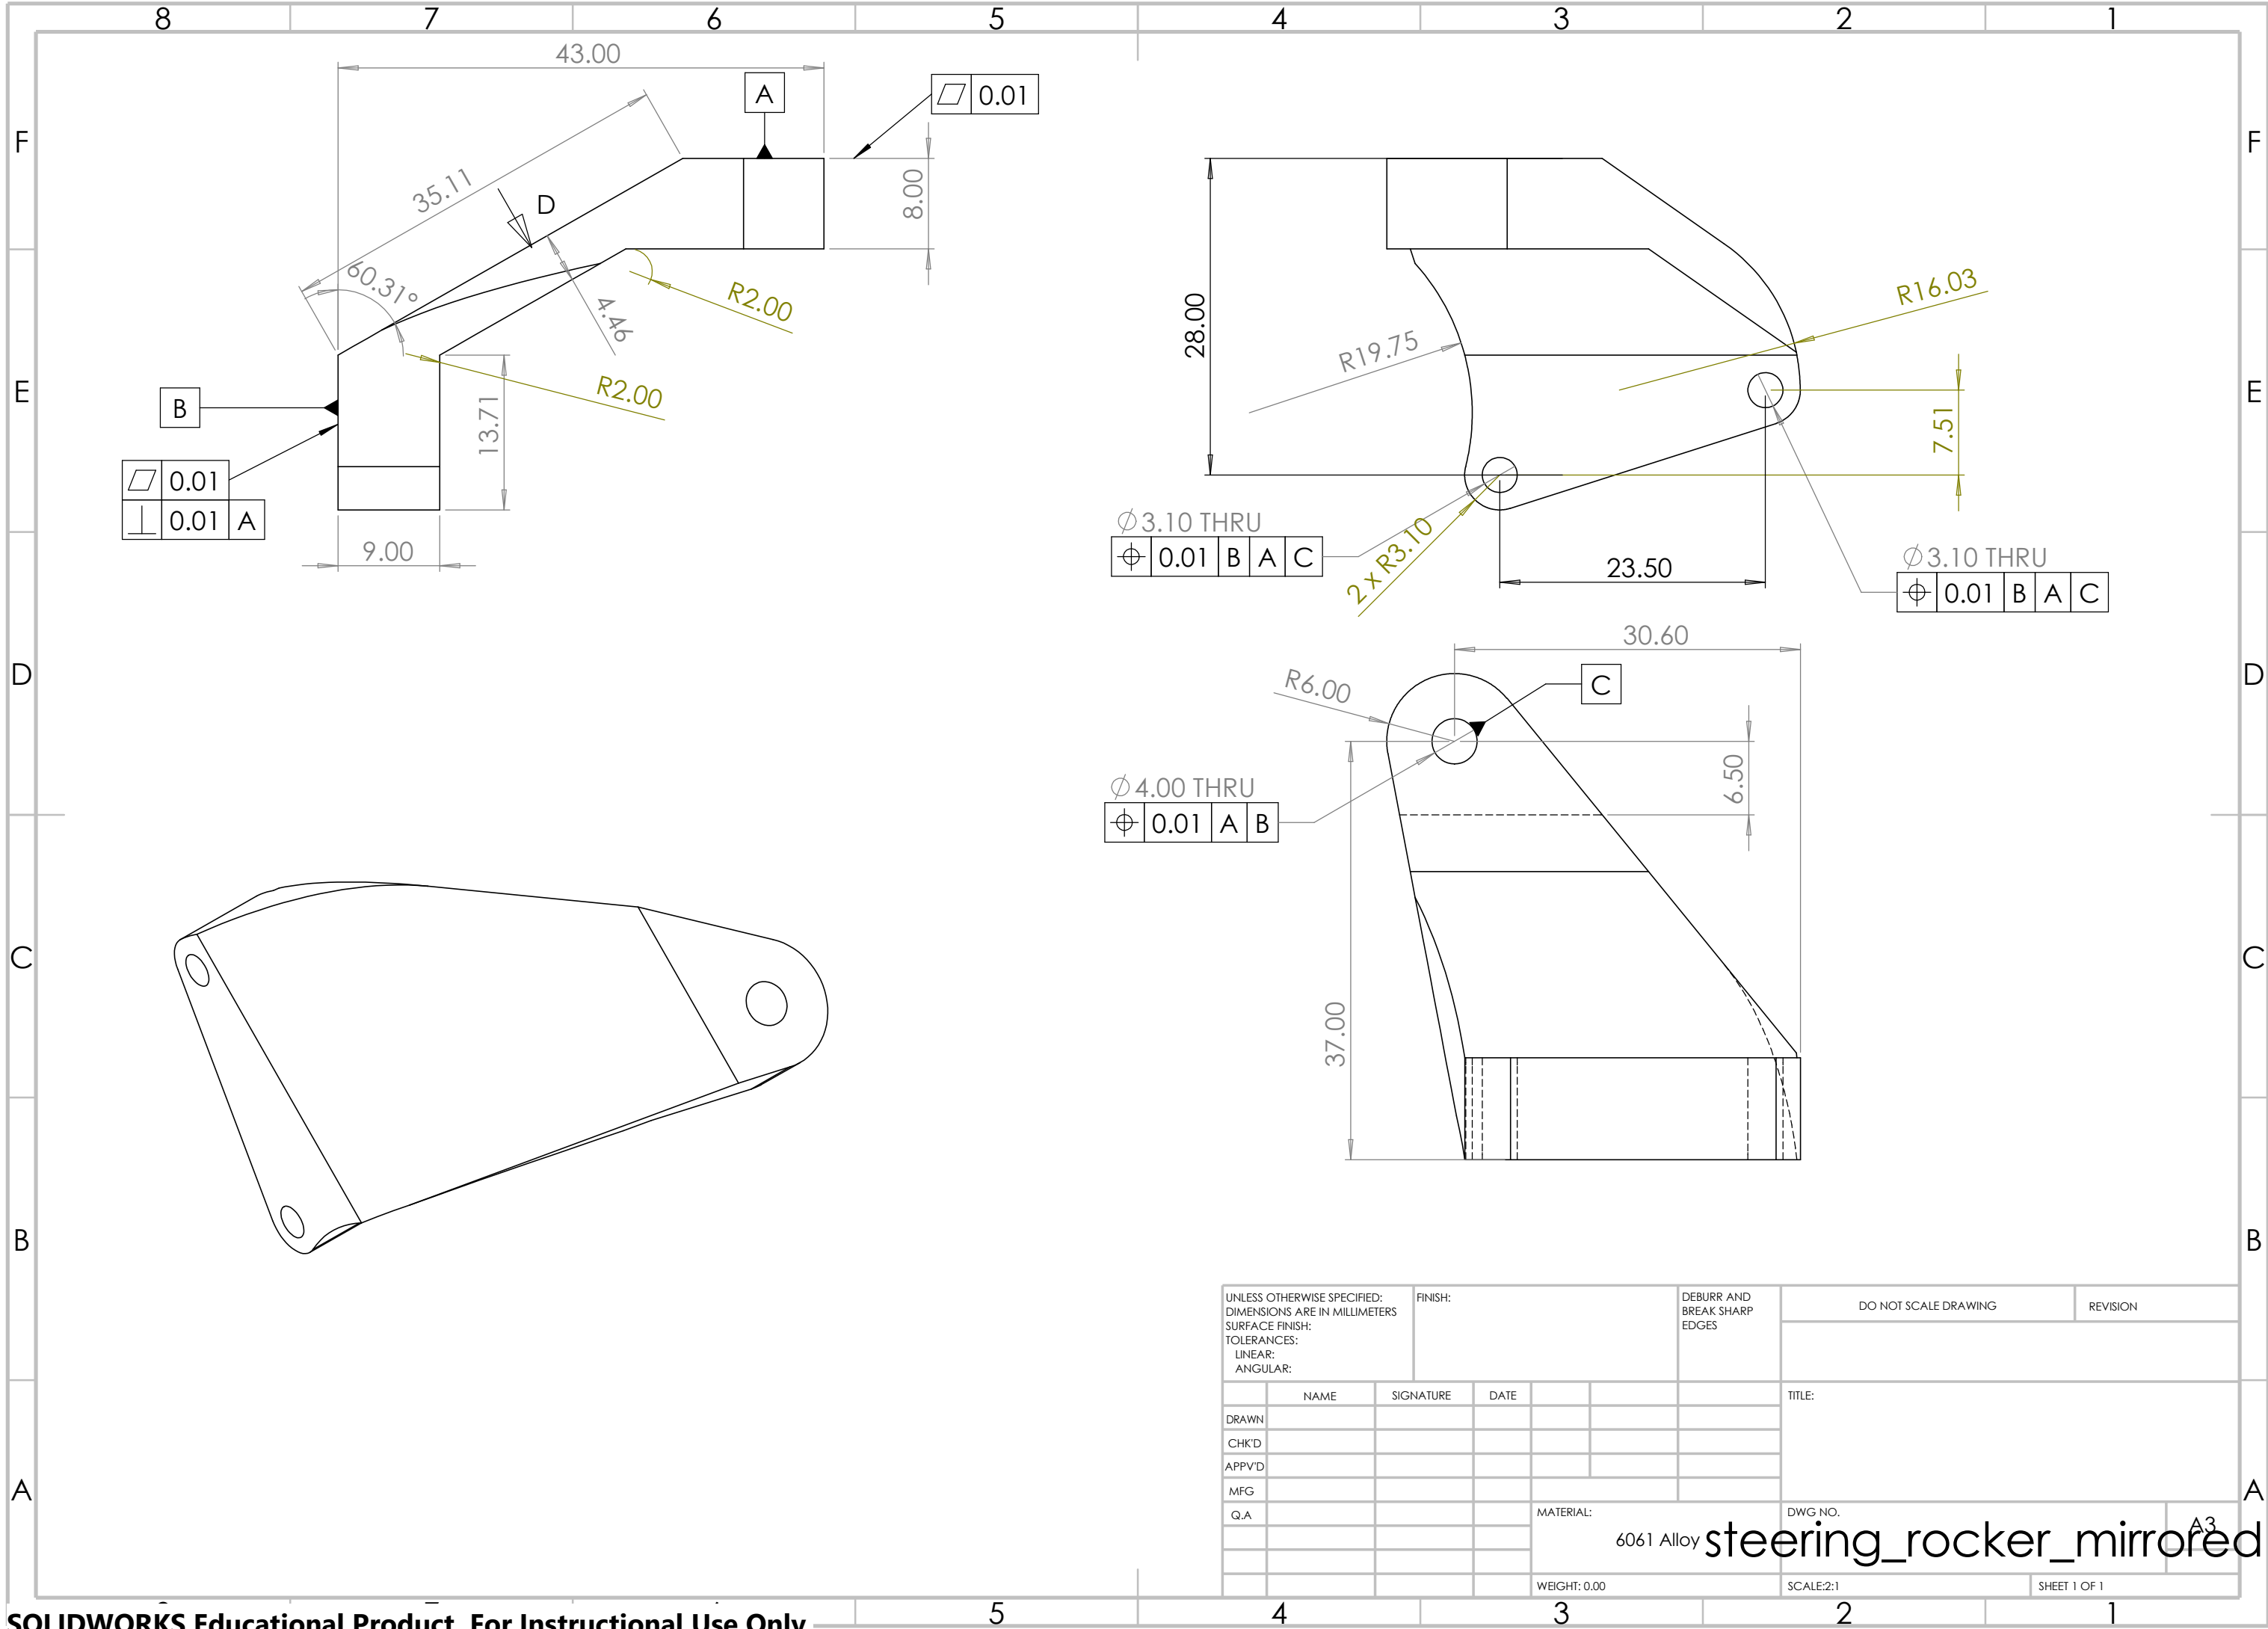 8 7 6 5 4 3 2 1
F F
E E
D D
C C
B B
A A
43.00
A
⏥ 0.01
35.11
D
8.00
60.31°
R2.00
4.46
R2.00
B
13.71
⏥ 0.01
⟂ 0.01 A
9.00
28.00
R16.03
R19.75
7.51
∅3.10 THRU
⌖ 0.01 B A C
2 x R3.10
23.50
∅3.10 THRU
⌖ 0.01 B A C
30.60
R6.00
C
6.50
∅4.00 THRU
⌖ 0.01 A B
37.00
UNLESS OTHERWISE SPECIFIED:
DIMENSIONS ARE IN MILLIMETERS
SURFACE FINISH:
TOLERANCES:
LINEAR:
ANGULAR:
FINISH:
DEBURR AND
BREAK SHARP
EDGES
DO NOT SCALE DRAWING
REVISION
NAME SIGNATURE DATE
TITLE:
DRAWN
CHK'D
APPV'D
MFG
Q.A
MATERIAL:
6061 Alloy
DWG NO.
steering_rocker_mirrored
A3
WEIGHT: 0.00
SCALE:2:1
SHEET 1 OF 1
5 4 3 2 1
SOLIDWORKS Educational Product. For Instructional Use Only.